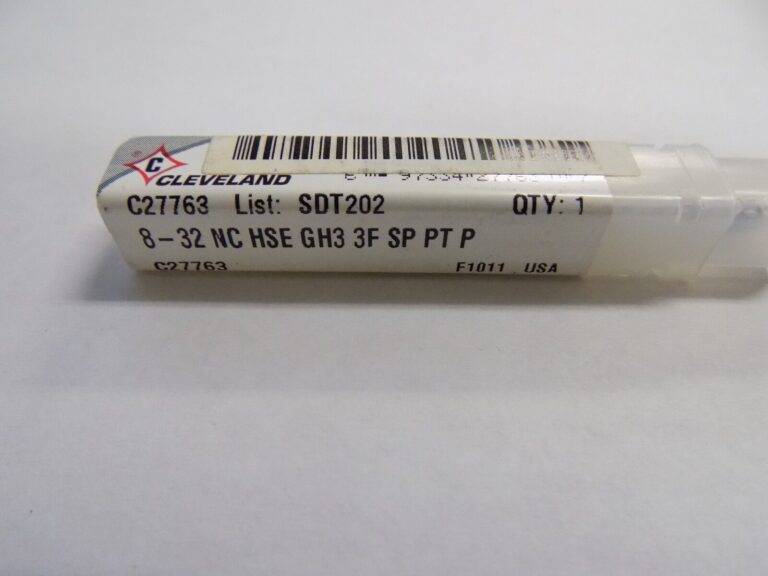 C
CLEVELAND
C27763 List: SDT202 QTY: 1
8-32 NC HSE GH3 3F SP PT P
C27763 F1011 USA